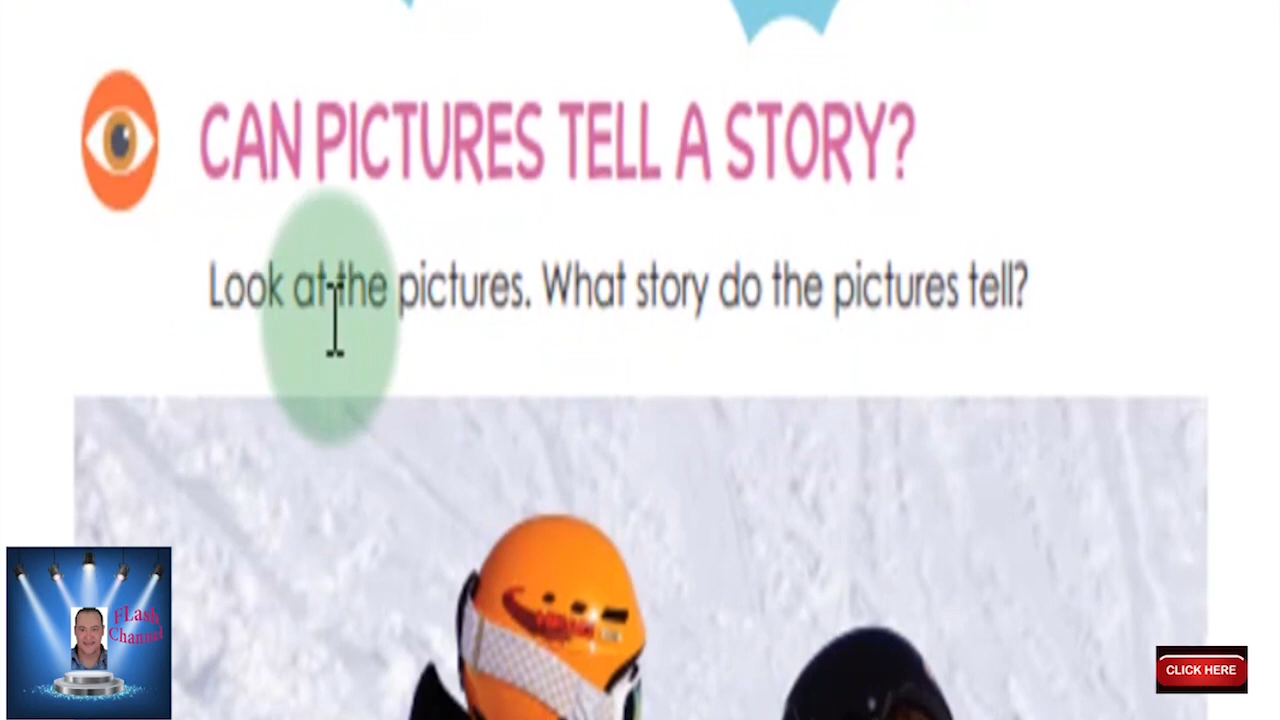 CAN PICTURES TELL A STORY?
Look at the pictures. What story do the pictures tell?
FLash
Channel
CLICK HERE